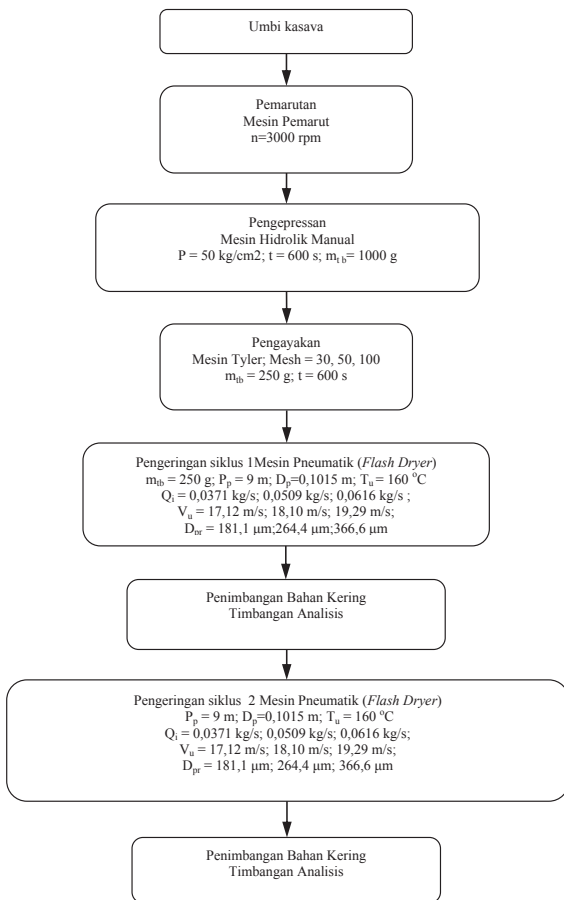 Umbi kasava
Pemarutan
Mesin Pemarut
n=3000 rpm
Pengepressan
Mesin Hidrolik Manual
P = 50 kg/cm2; t = 600 s; mt b= 1000 g
Pengayakan
Mesin Tyler; Mesh = 30, 50, 100
mtb = 250 g; t = 600 s
Pengeringan siklus 1Mesin Pneumatik (Flash Dryer)
mtb = 250 g; Pp = 9 m; Dp=0,1015 m; Tu = 160 °C
Qi = 0,0371 kg/s; 0,0509 kg/s; 0,0616 kg/s ;
Vu = 17,12 m/s; 18,10 m/s; 19,29 m/s;
Dpr = 181,1 μm;264,4 μm;366,6 μm
Penimbangan Bahan Kering
Timbangan Analisis
Pengeringan siklus 2 Mesin Pneumatik (Flash Dryer)
Pp = 9 m; Dp=0,1015 m; Tu = 160 °C
Qi = 0,0371 kg/s; 0,0509 kg/s; 0,0616 kg/s;
Vu = 17,12 m/s; 18,10 m/s; 19,29 m/s;
Dpr = 181,1 μm; 264,4 μm; 366,6 μm
Penimbangan Bahan Kering
Timbangan Analisis